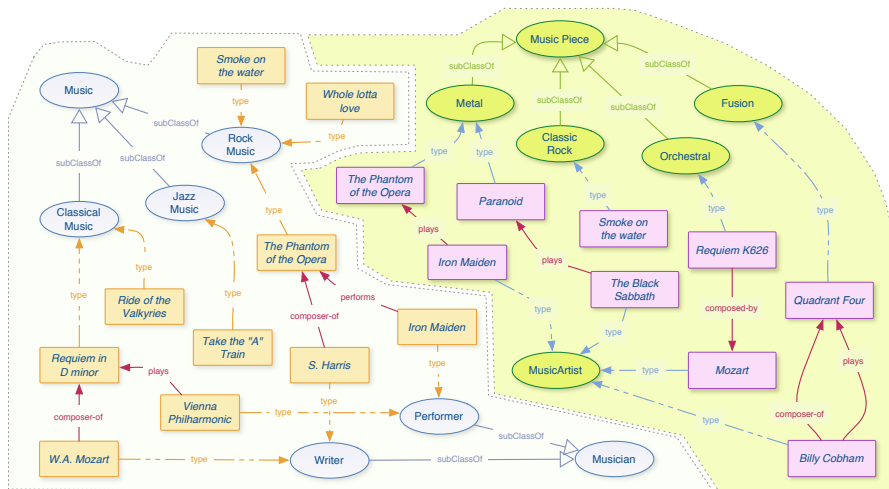 Music Piece
Smoke on
the water
subClassOf
subClassOf
Music
Whole lotta
love
Metal
subClassOf
subClassOf
Fusion
type
subClassOf
type
Rock
Music
Classic
Rock
Orchestral
type
type
subClassOf
subClassOf
The Phantom
of the Opera
Paranoid
Jazz
Music
Classical
Music
type
type
type
type
Smoke on
the water
plays
The Phantom
of the Opera
Requiem K626
type
type
type
Iron Maiden
plays
The Black
Sabbath
Ride of the
Valkyries
performs
type
composed-by
Quadrant Four
composer-of
Iron Maiden
type
Take the "A"
Train
Requiem in
D minor
plays
S. Harris
type
MusicArtist
type
Mozart
plays
Vienna
Philharmonic
type
type
Performer
composer-of
composer-of
type
subClassOf
W.A. Mozart
type
Writer
subClassOf
Musician
Billy Cobham